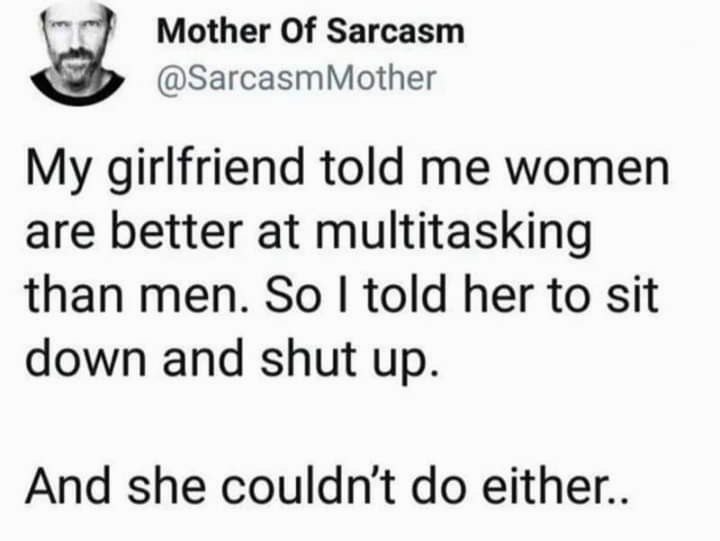 Mother Of Sarcasm
@SarcasmMother
My girlfriend told me women
are better at multitasking
than men. So I told her to sit
down and shut up.
And she couldn't do either..